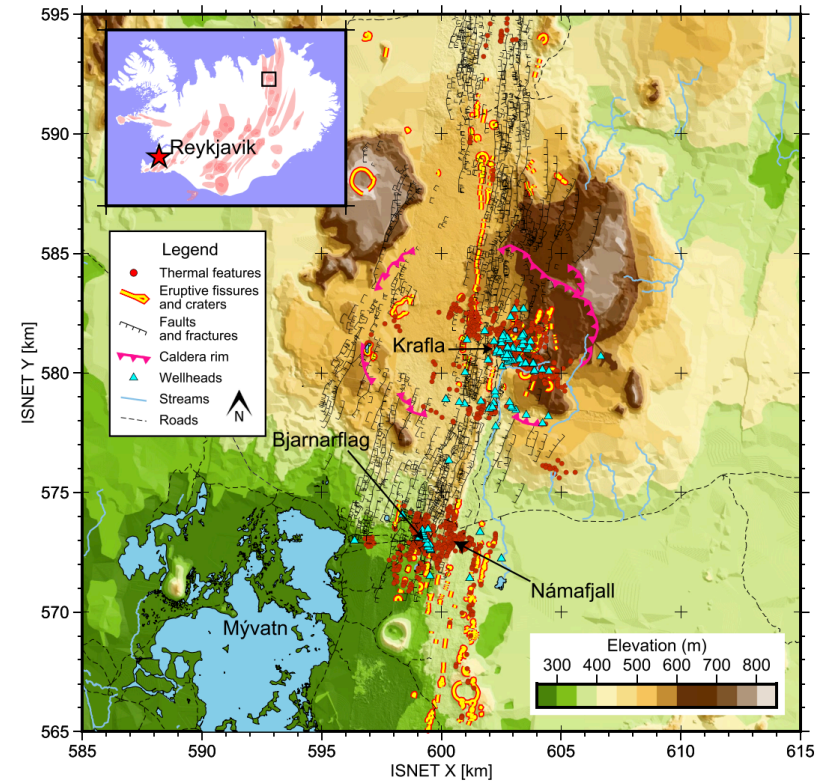 595
590
585
580
575
570
565
ISNET Y [km]
Reykjavik
Legend
Thermal features
Eruptive fissures
and craters
Faults
and fractures
Caldera rim
Wellheads
Streams
Roads
N
Krafla
Bjarnarflag
Námafjall
Mývatn
Elevation (m)
300 400 500 600 700 800
585 590 595 600 605 610 615
ISNET X [km]